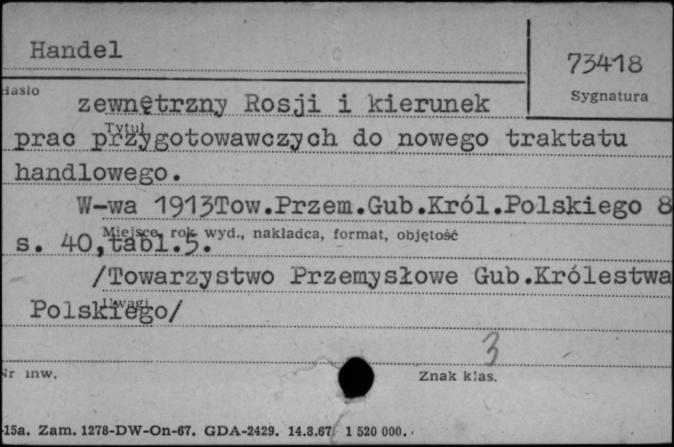 Handel
73418
Hasło
Sygnatura
zewnętrzny Rosji i kierunek
Tytuł
prac przygotowawczych do nowego traktatu
handlowego.
W-wa 1913Tow.Przem.Gub.Król.Polskiego 8
Miejsce, rok wyd., nakładca, format, objętość
s. 40,tabl.5.
/Towarzystwo Przemysłowe Gub.Królestwa
Uwagi
Polskiego/
3
Nr inw.
Znak klas.
-15a. Zam. 1278-DW-On-67. GDA-2429. 14.8.67 1 520 000.